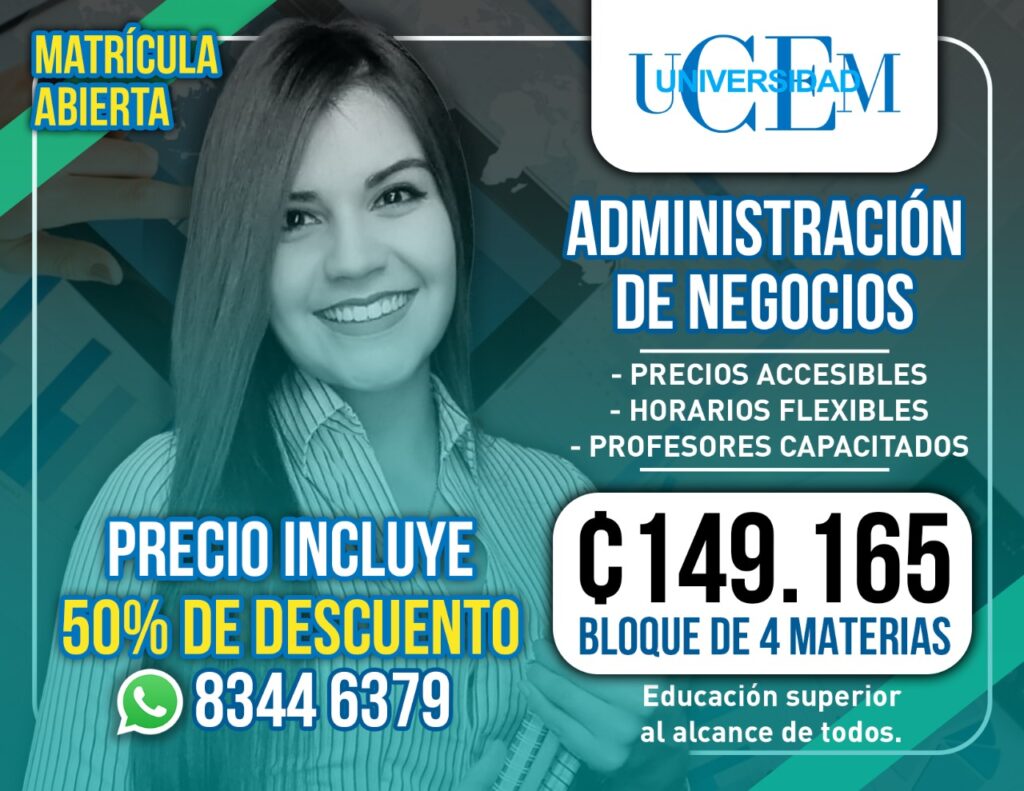 MATRÍCULA
ABIERTA
UCEM
UNIVERSIDAD
ADMINISTRACIÓN
DE NEGOCIOS
- PRECIOS ACCESIBLES
- HORARIOS FLEXIBLES
- PROFESORES CAPACITADOS
PRECIO INCLUYE
50% DE DESCUENTO
8344 6379
₡149.165
BLOQUE DE 4 MATERIAS
Educación superior
al alcance de todos.